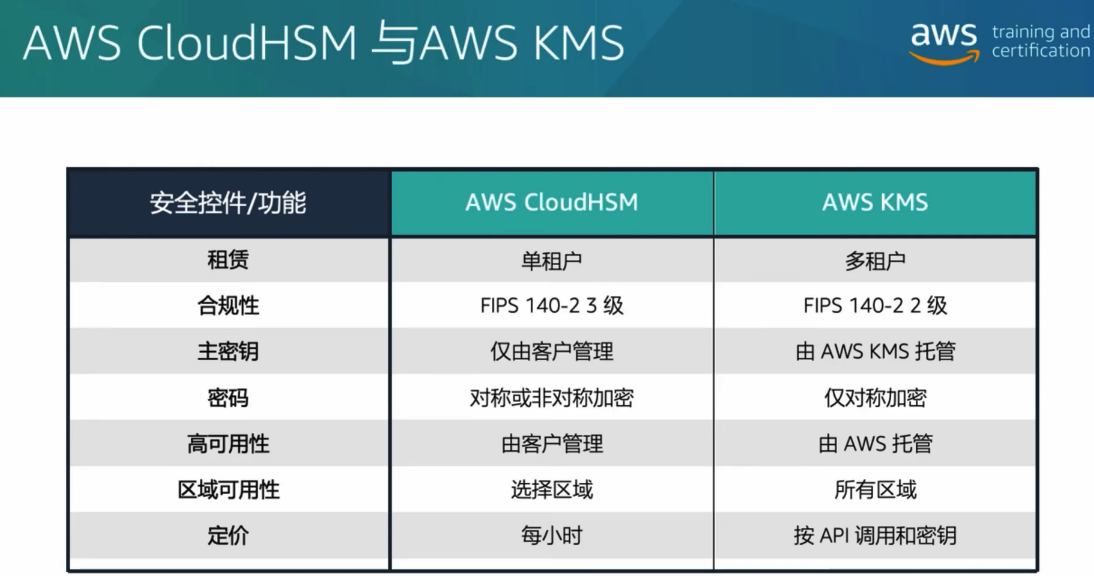 AWS CloudHSM 与AWS KMS
aws training and
certification
安全控件/功能 AWS CloudHSM AWS KMS
租赁 单租户 多租户
合规性 FIPS 140-2 3 级 FIPS 140-2 2 级
主密钥 仅由客户管理 由 AWS KMS 托管
密码 对称或非对称加密 仅对称加密
高可用性 由客户管理 由 AWS 托管
区域可用性 选择区域 所有区域
定价 每小时 按 API 调用和密钥